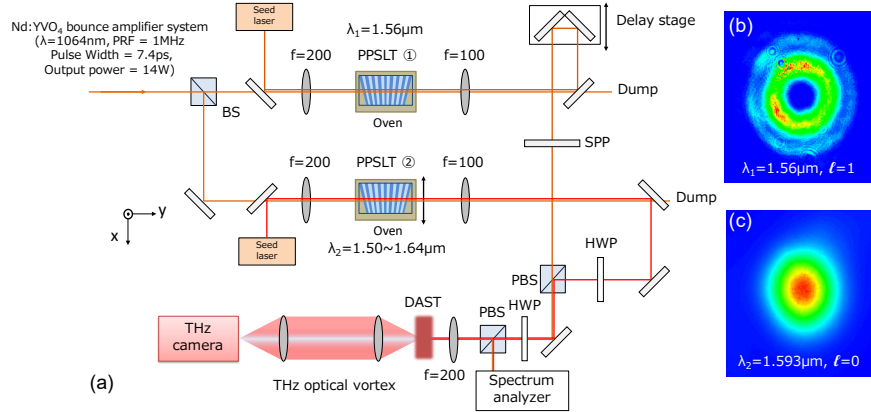 Nd:YVO₄ bounce amplifier system
(λ=1064nm, PRF = 1MHz
Pulse Width = 7.4ps,
Output power = 14W)
Seed
laser
λ₁=1.56µm
f=200
PPSLT ①
f=100
Oven
BS
Delay stage
Dump
SPP
f=200
PPSLT ②
f=100
Oven
λ₂=1.50~1.64µm
Seed
laser
Dump
y
x
HWP
PBS
DAST
PBS
HWP
THz
camera
THz optical vortex
f=200
Spectrum
analyzer
(a)
(b)
λ₁=1.56µm, ℓ=1
(c)
λ₂=1.593µm, ℓ=0